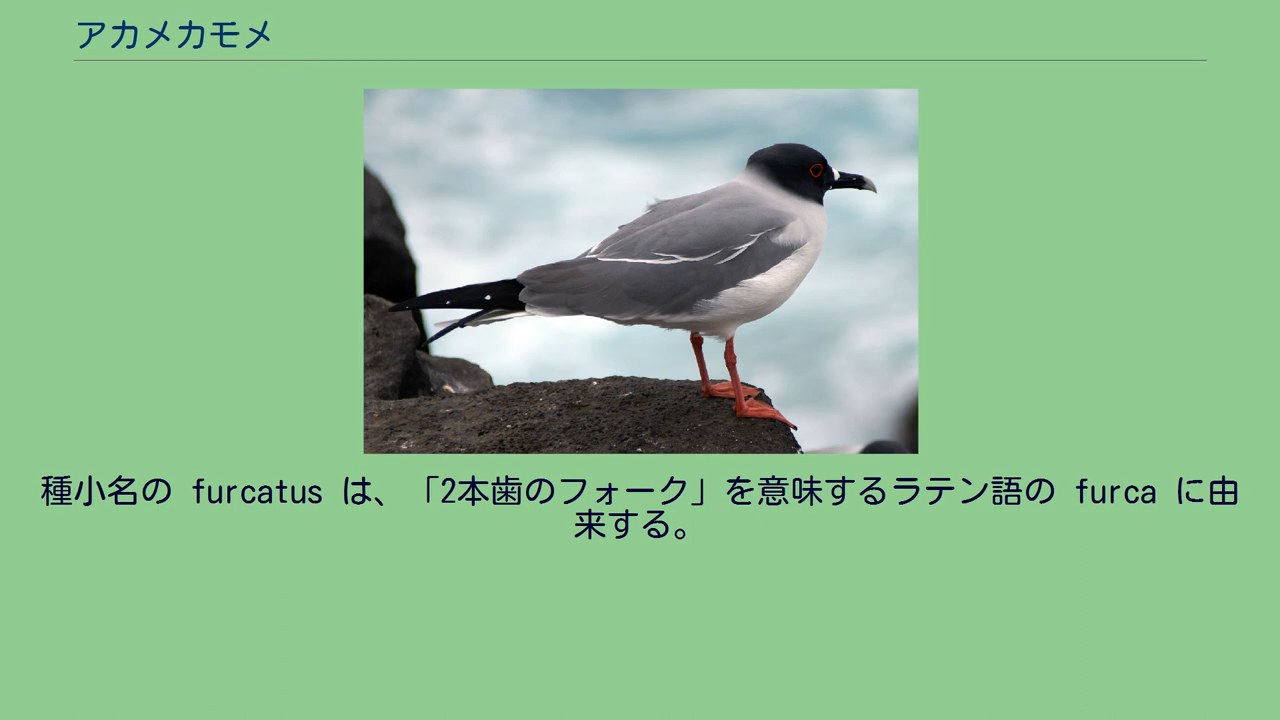 アカメカモメ
種小名の furcatus は、「2本歯のフォーク」を意味するラテン語の furca に由
来する。